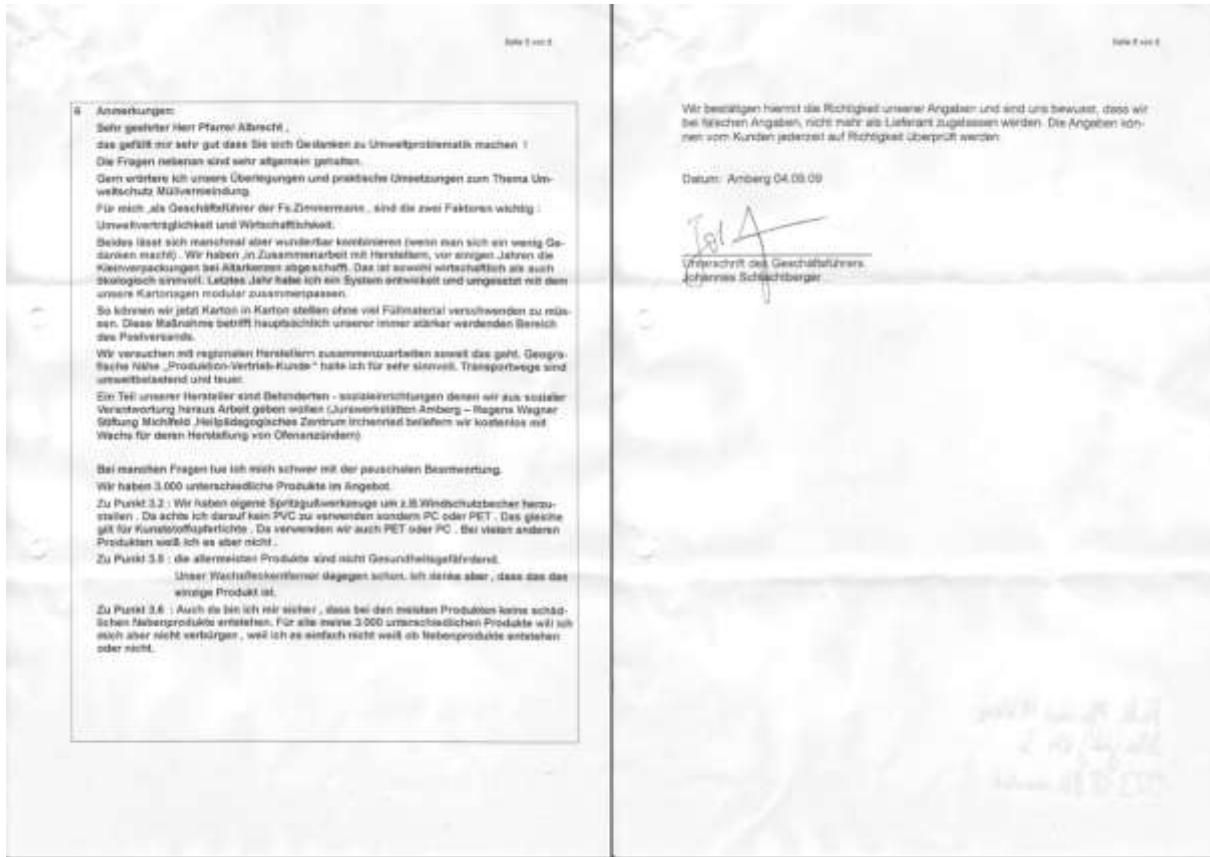 Seite 5 von 6
6 Anmerkungen:
Sehr geehrter Herr Pfarrer Albrecht ,
das gefällt mir sehr gut dass Sie sich Gedanken zu Umweltproblematik machen !
Die Fragen nebenan sind sehr allgemein gehalten.
Gern erörtere ich unsere Überlegungen und praktische Umsetzungen zum Thema Um-
weltschutz Müllvermeindung.
Für mich ,als Geschäftsführer der Fa.Zimmermann , sind die zwei Faktoren wichtig :
Umweltverträglichkeit und Wirtschaftlichkeit.
Beides lässt sich manchmal aber wunderbar kombinieren (wenn man sich ein wenig Ge-
danken macht) . Wir haben ,in Zusammenarbeit mit Herstellern, vor einigen Jahren die
Kleinverpackungen bei Altarkerzen abgeschafft. Das ist sowohl wirtschaftlich als auch
ökologisch sinnvoll. Letztes Jahr habe ich ein System entwickelt und umgesetzt mit dem
unsere Kartonagen modular zusammenpassen.
So können wir jetzt Karton in Karton stellen ohne viel Füllmaterial verschwenden zu müs-
sen. Diese Maßnahme betrifft hauptsächlich unserer immer stärker werdenden Bereich
des Postversands.
Wir versuchen mit regionalen Herstellern zusammenzuarbeiten soweit das geht. Geogra-
fische Nähe „Produktion-Vertrieb-Kunde “ halte ich für sehr sinnvoll. Transportwege sind
umweltbelastend und teuer.
Ein Teil unserer Hersteller sind Behinderten - sozialeinrichtungen denen wir aus sozialer
Verantwortung heraus Arbeit geben wollen (Jurawerkstätten Amberg – Regens Wagner
Stiftung Michlfeld ,Heilpädagogisches Zentrum Irchenried beliefern wir kostenlos mit
Wachs für deren Herstellung von Ofenanzündern)
Bei manchen Fragen tue ich mich schwer mit der pauschalen Beantwortung.
Wir haben 3.000 unterschiedliche Produkte im Angebot.
Zu Punkt 3.2 : Wir haben eigene Spritzgußwerkzeuge um z.B.Windschutzbecher herzu-
stellen . Da achte ich darauf kein PVC zu verwenden sondern PC oder PET . Das gleiche
gilt für Kunststoffopferlichte . Da verwenden wir auch PET oder PC . Bei vielen anderen
Produkten weiß ich es aber nicht .
Zu Punkt 3.5 : die allermeisten Produkte sind nicht Gesundheitsgefährdend.
Unser Wachsfleckentferner dagegen schon. Ich denke aber , dass das das
einzige Produkt ist.
Zu Punkt 3.6 : Auch da bin ich mir sicher , dass bei den meisten Produkten keine schäd-
lichen Nebenprodukte entstehen. Für alle meine 3.000 unterschiedlichen Produkte will ich
mich aber nicht verbürgen , weil ich es einfach nicht weiß ob Nebenprodukte entstehen
oder nicht.
Seite 6 von 6
Wir bestätigen hiermit die Richtigkeit unserer Angaben und sind uns bewusst, dass wir
bei falschen Angaben, nicht mehr als Lieferant zugelassen werden. Die Angaben kön-
nen vom Kunden jederzeit auf Richtigkeit überprüft werden.
Datum: Amberg 04.09.09
Unterschrift des Geschäftsführers
Johannes Schlachtberger